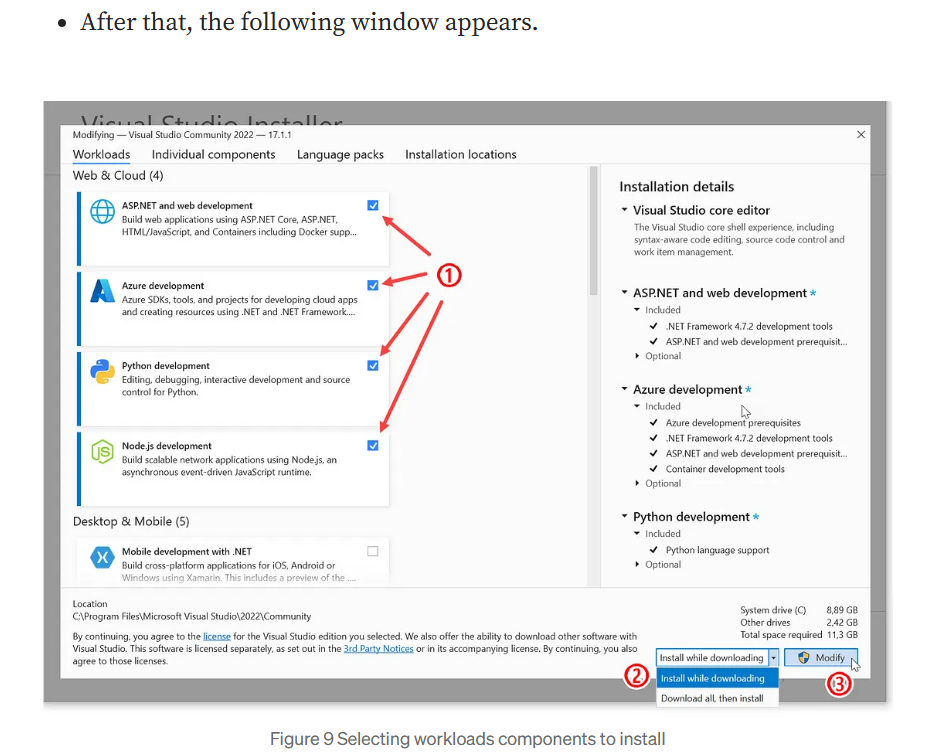 • After that, the following window appears.
Visual Studio Installer
Modifying — Visual Studio Community 2022 — 17.1.1
Workloads Individual components Language packs Installation locations
Web & Cloud (4)
ASP.NET and web development
Build web applications using ASP.NET Core, ASP.NET,
HTML/JavaScript, and Containers including Docker supp...
Azure development
Azure SDKs, tools, and projects for developing cloud apps
and creating resources using .NET and .NET Framework....
Python development
Editing, debugging, interactive development and source
control for Python.
Node.js development
Build scalable network applications using Node.js, an
asynchronous event-driven JavaScript runtime.
Desktop & Mobile (5)
Mobile development with .NET
Build cross-platform applications for iOS, Android or
Windows using Xamarin. This includes a preview of the ....
1
Installation details
Visual Studio core editor
The Visual Studio core shell experience, including
syntax-aware code editing, source code control and
work item management.
ASP.NET and web development *
Included
.NET Framework 4.7.2 development tools
ASP.NET and web development prerequisit...
Optional
Azure development *
Included
Azure development prerequisites
.NET Framework 4.7.2 development tools
ASP.NET and web development prerequisit...
Container development tools
Optional
Python development *
Included
Python language support
Optional
Location
C:\Program Files\Microsoft Visual Studio\2022\Community
By continuing, you agree to the license for the Visual Studio edition you selected. We also offer the ability to download other software with
Visual Studio. This software is licensed separately, as set out in the 3rd Party Notices or in its accompanying license. By continuing, you also
agree to those licenses.
System drive (C) 8,89 GB
Other drives 2,42 GB
Total space required 11,3 GB
Install while downloading Modify
2 Install while downloading 3
Download all, then install
Figure 9 Selecting workloads components to install